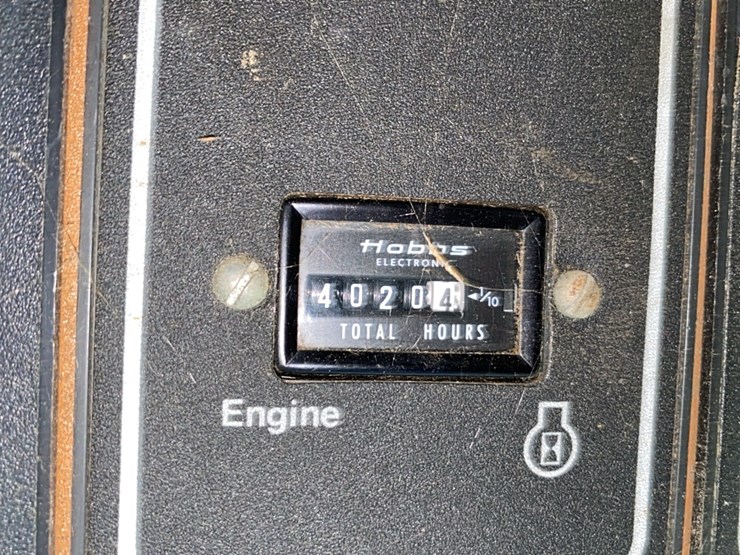 Hobbs
ELECTRONIC
40204 ◄1/10
TOTAL HOURS
Engine